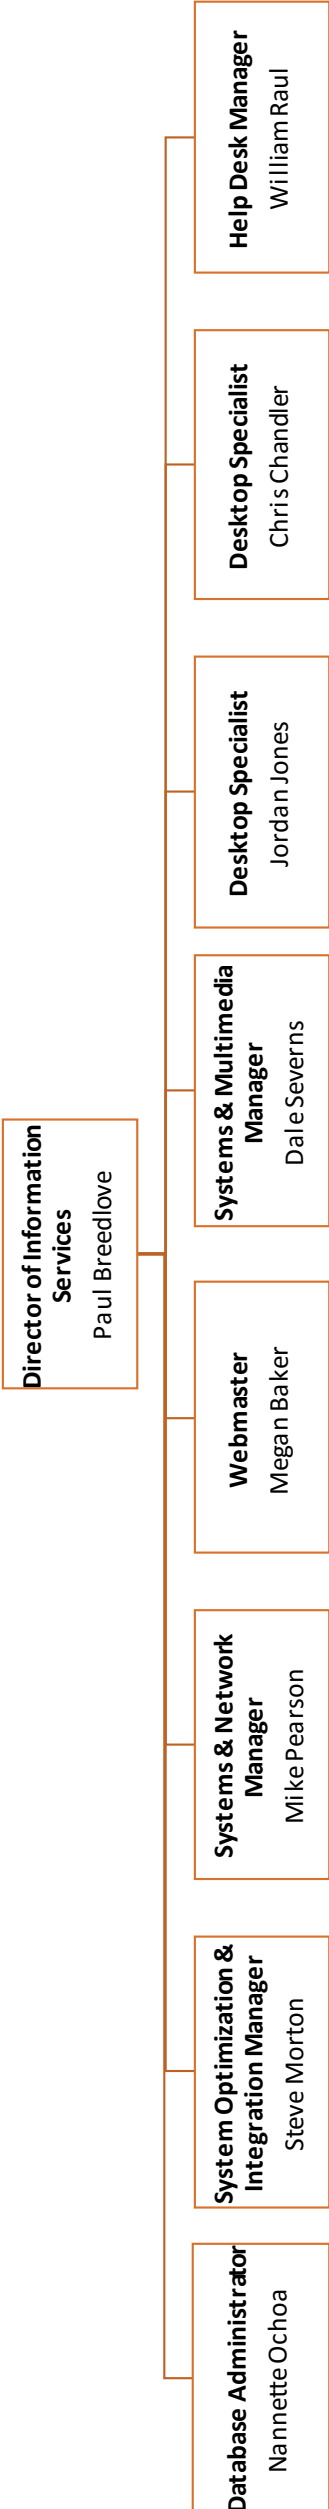 Director of Information
Services
Paul Breedlove
Database Administrator
Nannette Ochoa
System Optimization &
Integration Manager
Steve Morton
Systems & Network
Manager
Mike Pearson
Webmaster
Megan Baker
Systems & Multimedia
Manager
Dale Severns
Desktop Specialist
Jordan Jones
Desktop Specialist
Chris Chandler
Help Desk Manager
William Raul